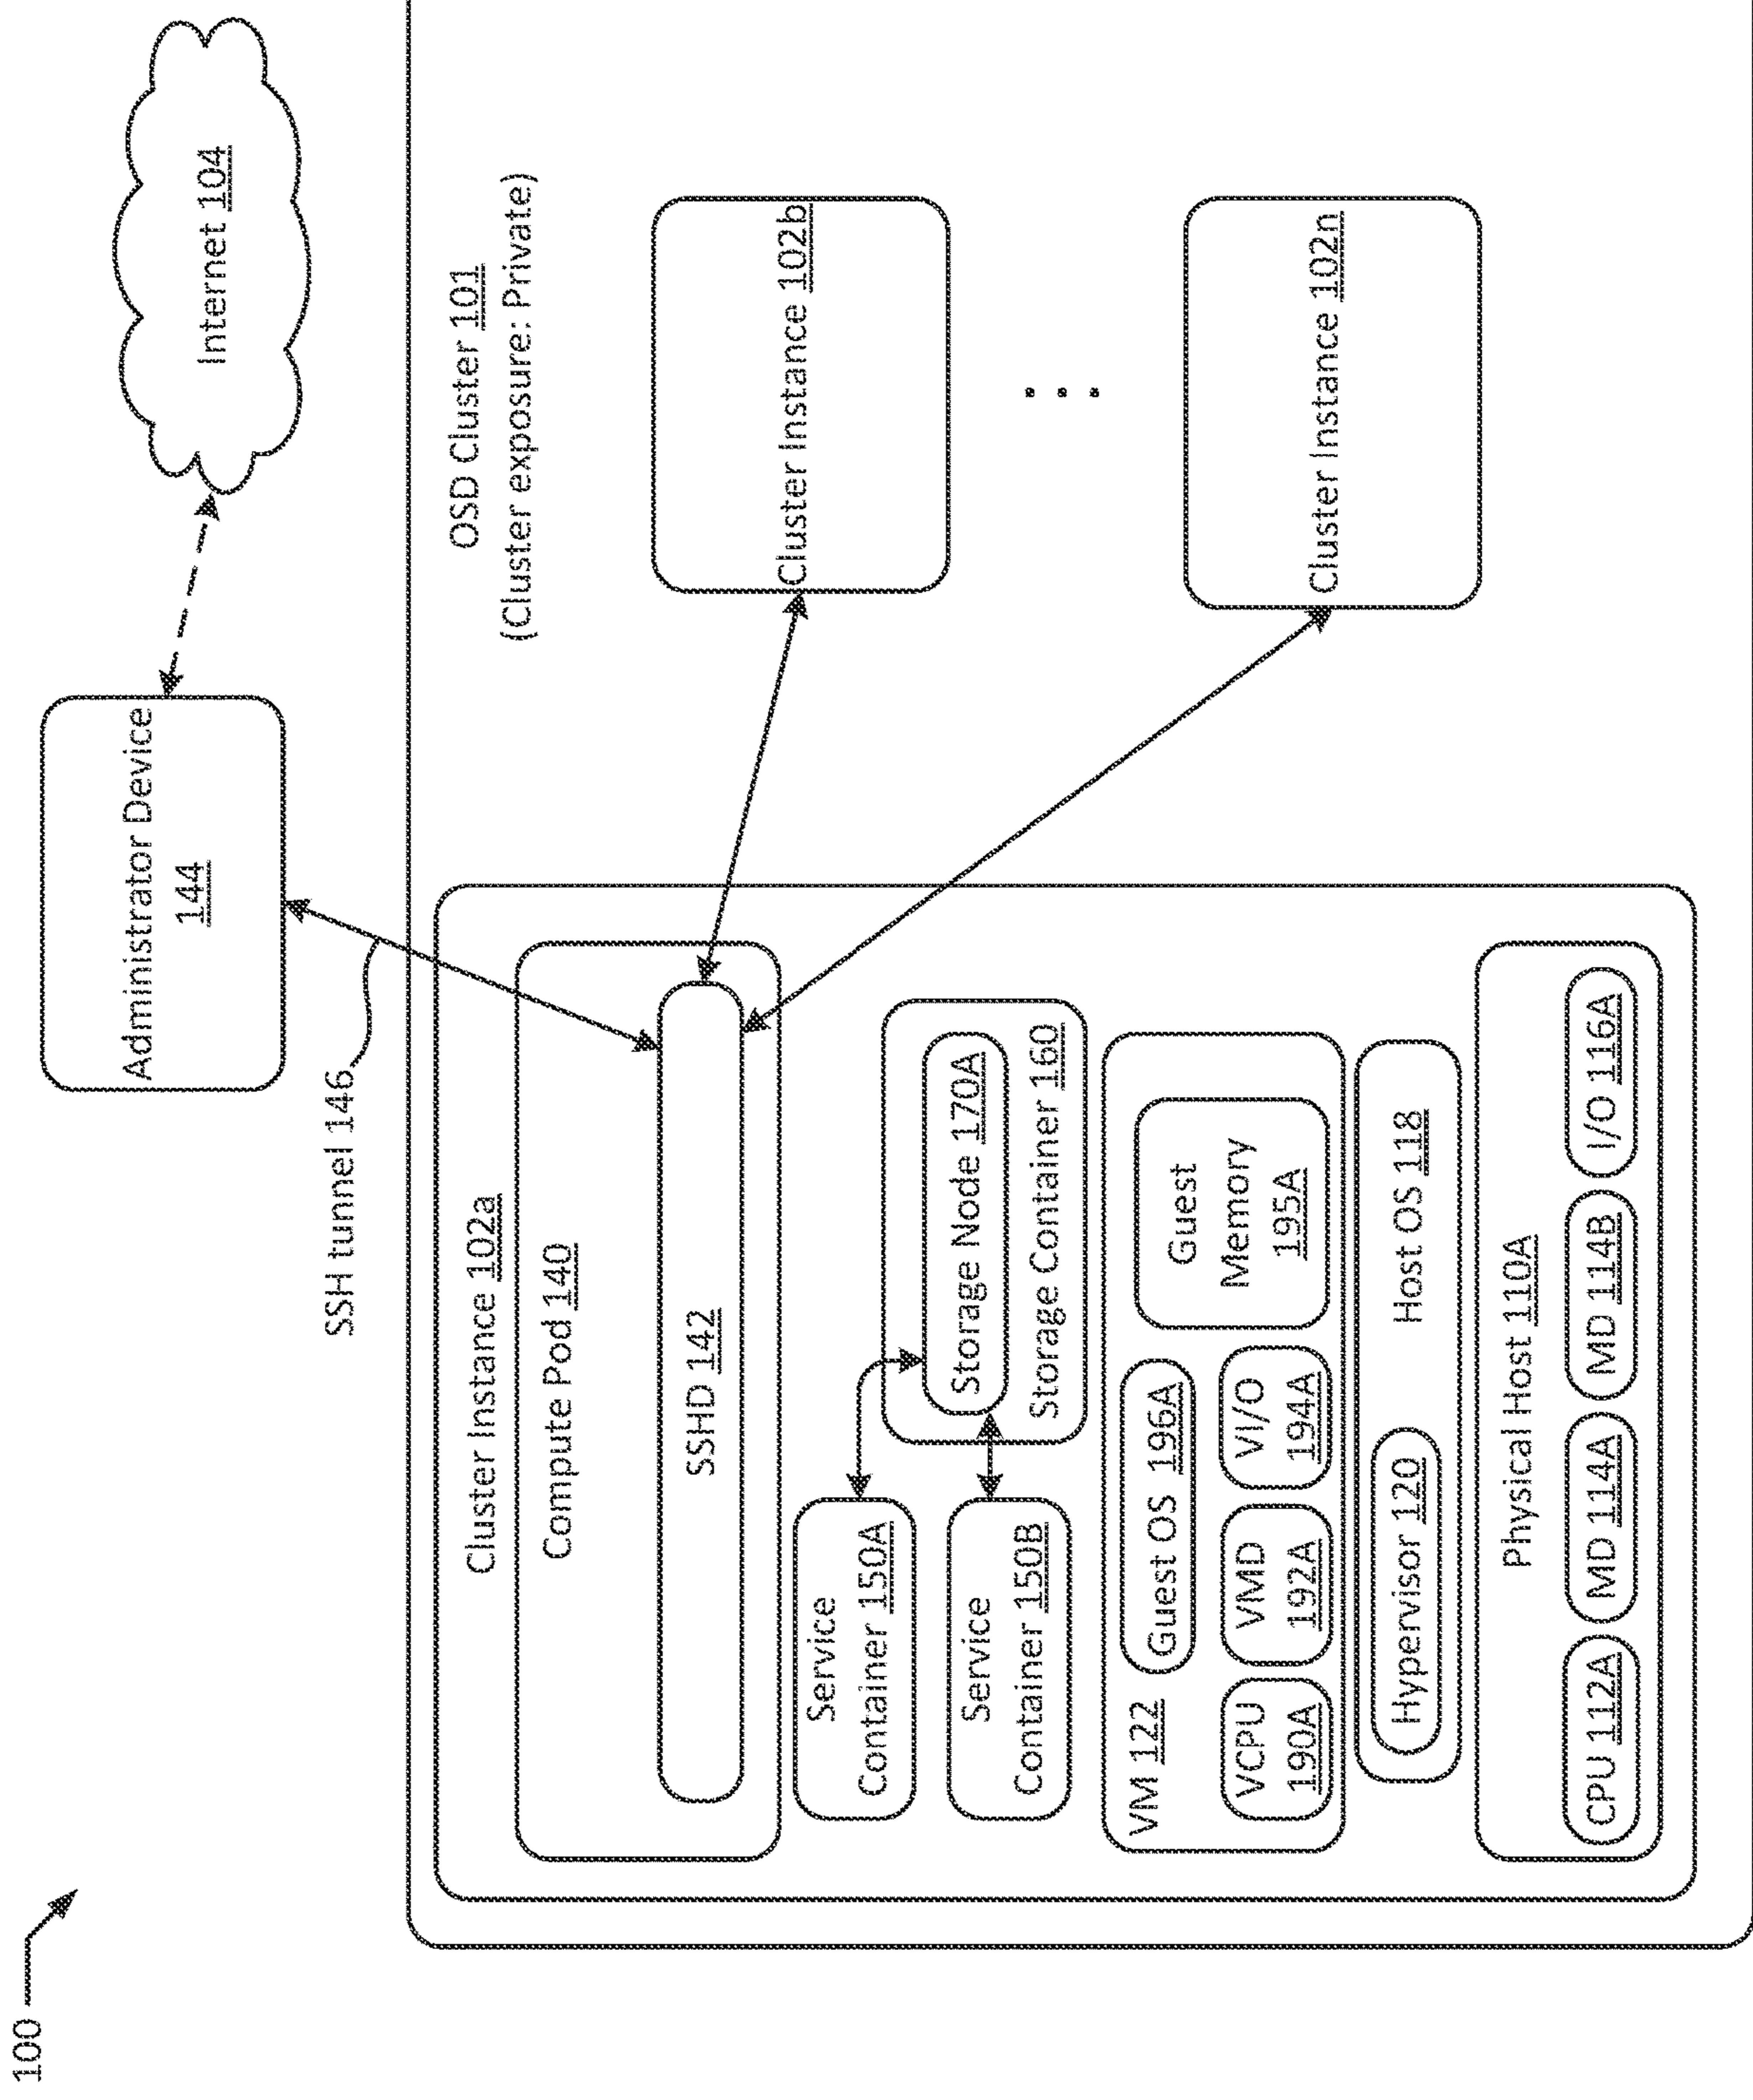 100
Internet 104
Administrator Device
144
SSH tunnel 146
OSD Cluster 101
(Cluster exposure: Private)
Cluster Instance 102a
Compute Pod 140
SSHD 142
Cluster Instance 102b
Service
Container 150A
Service
Container 150B
Storage Node 170A
Storage Container 160
VM 122
Guest OS 196A
VCPU
190A
VMD
192A
VI/O
194A
Guest
Memory
195A
Hypervisor 120
Host OS 118
Cluster Instance 102n
Physical Host 110A
CPU 112A
MD 114A
MD 114B
I/O 116A